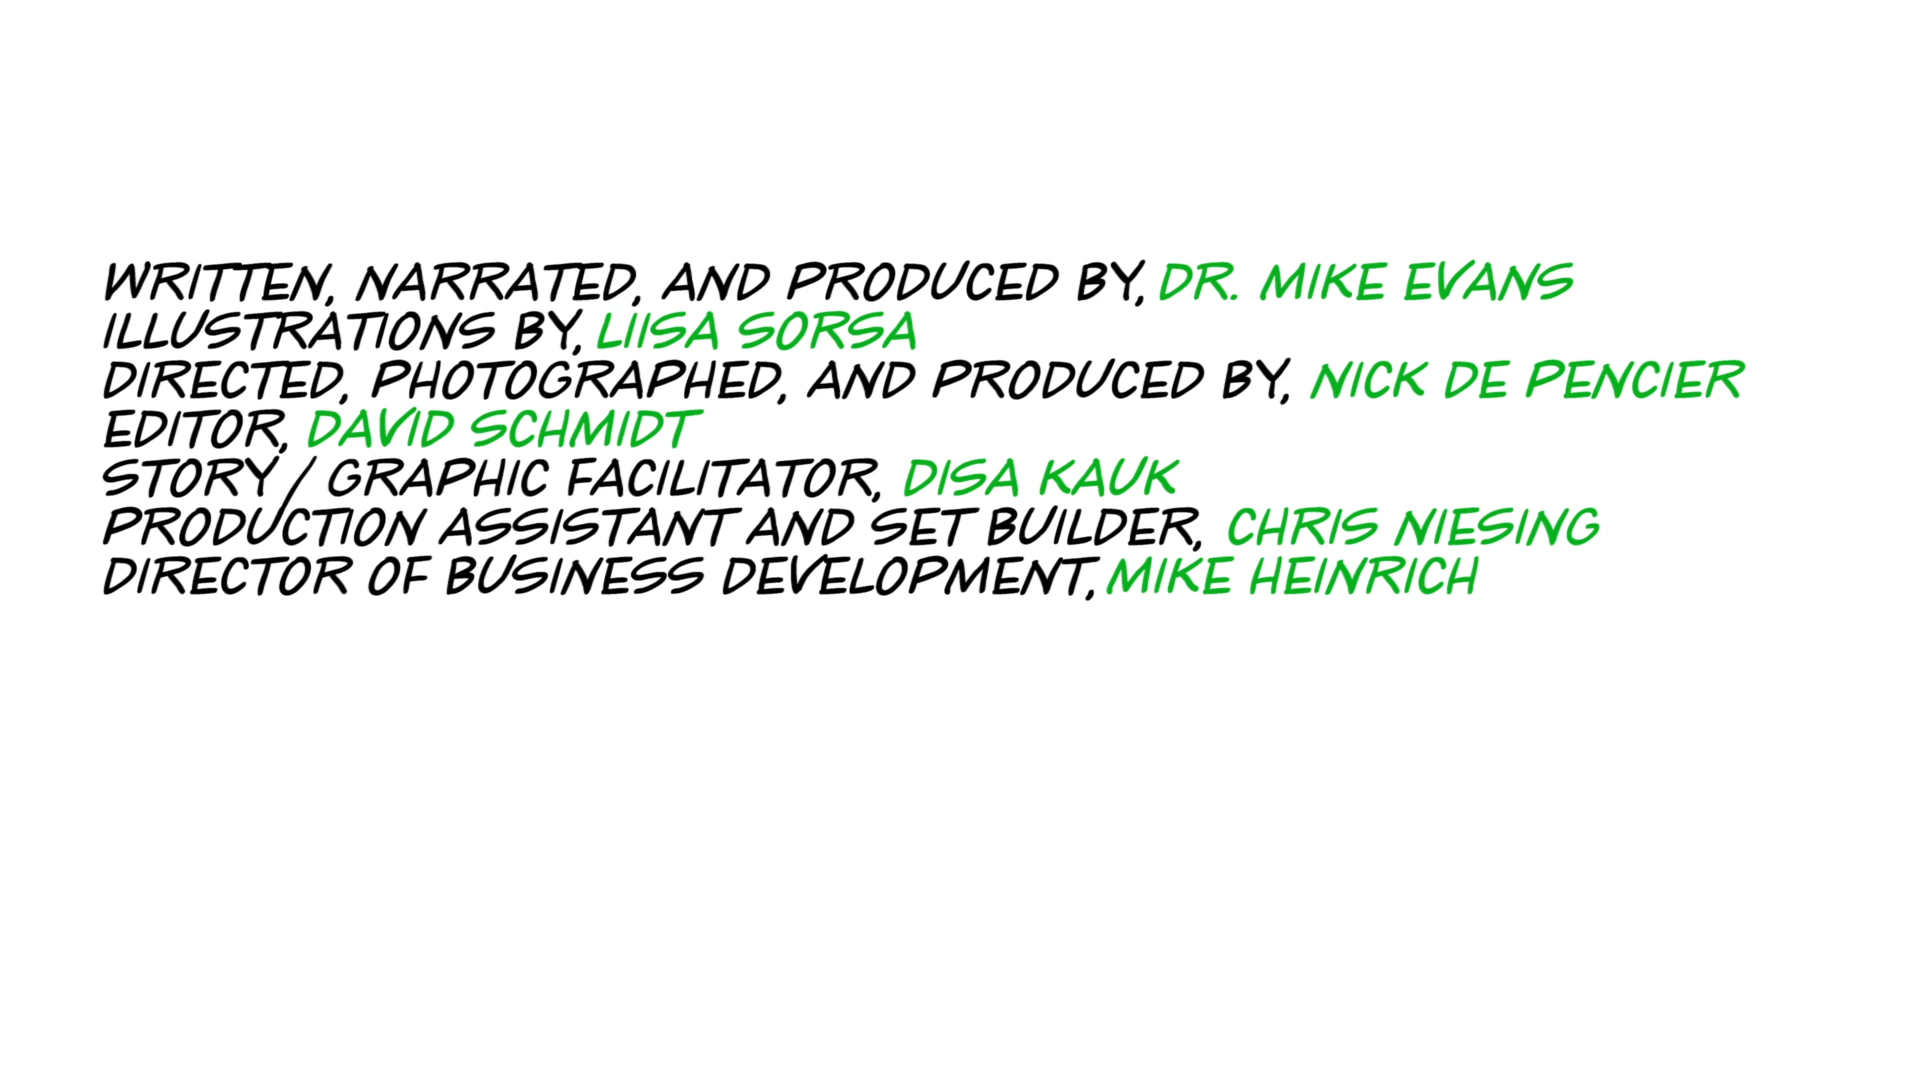 WRITTEN, NARRATED, AND PRODUCED BY, DR. MIKE EVANS
ILLUSTRATIONS BY, LIISA SORSA
DIRECTED, PHOTOGRAPHED, AND PRODUCED BY, NICK DE PENCIER
EDITOR, DAVID SCHMIDT
STORY / GRAPHIC FACILITATOR, DISA KAUK
PRODUCTION ASSISTANT AND SET BUILDER, CHRIS NIESING
DIRECTOR OF BUSINESS DEVELOPMENT, MIKE HEINRICH